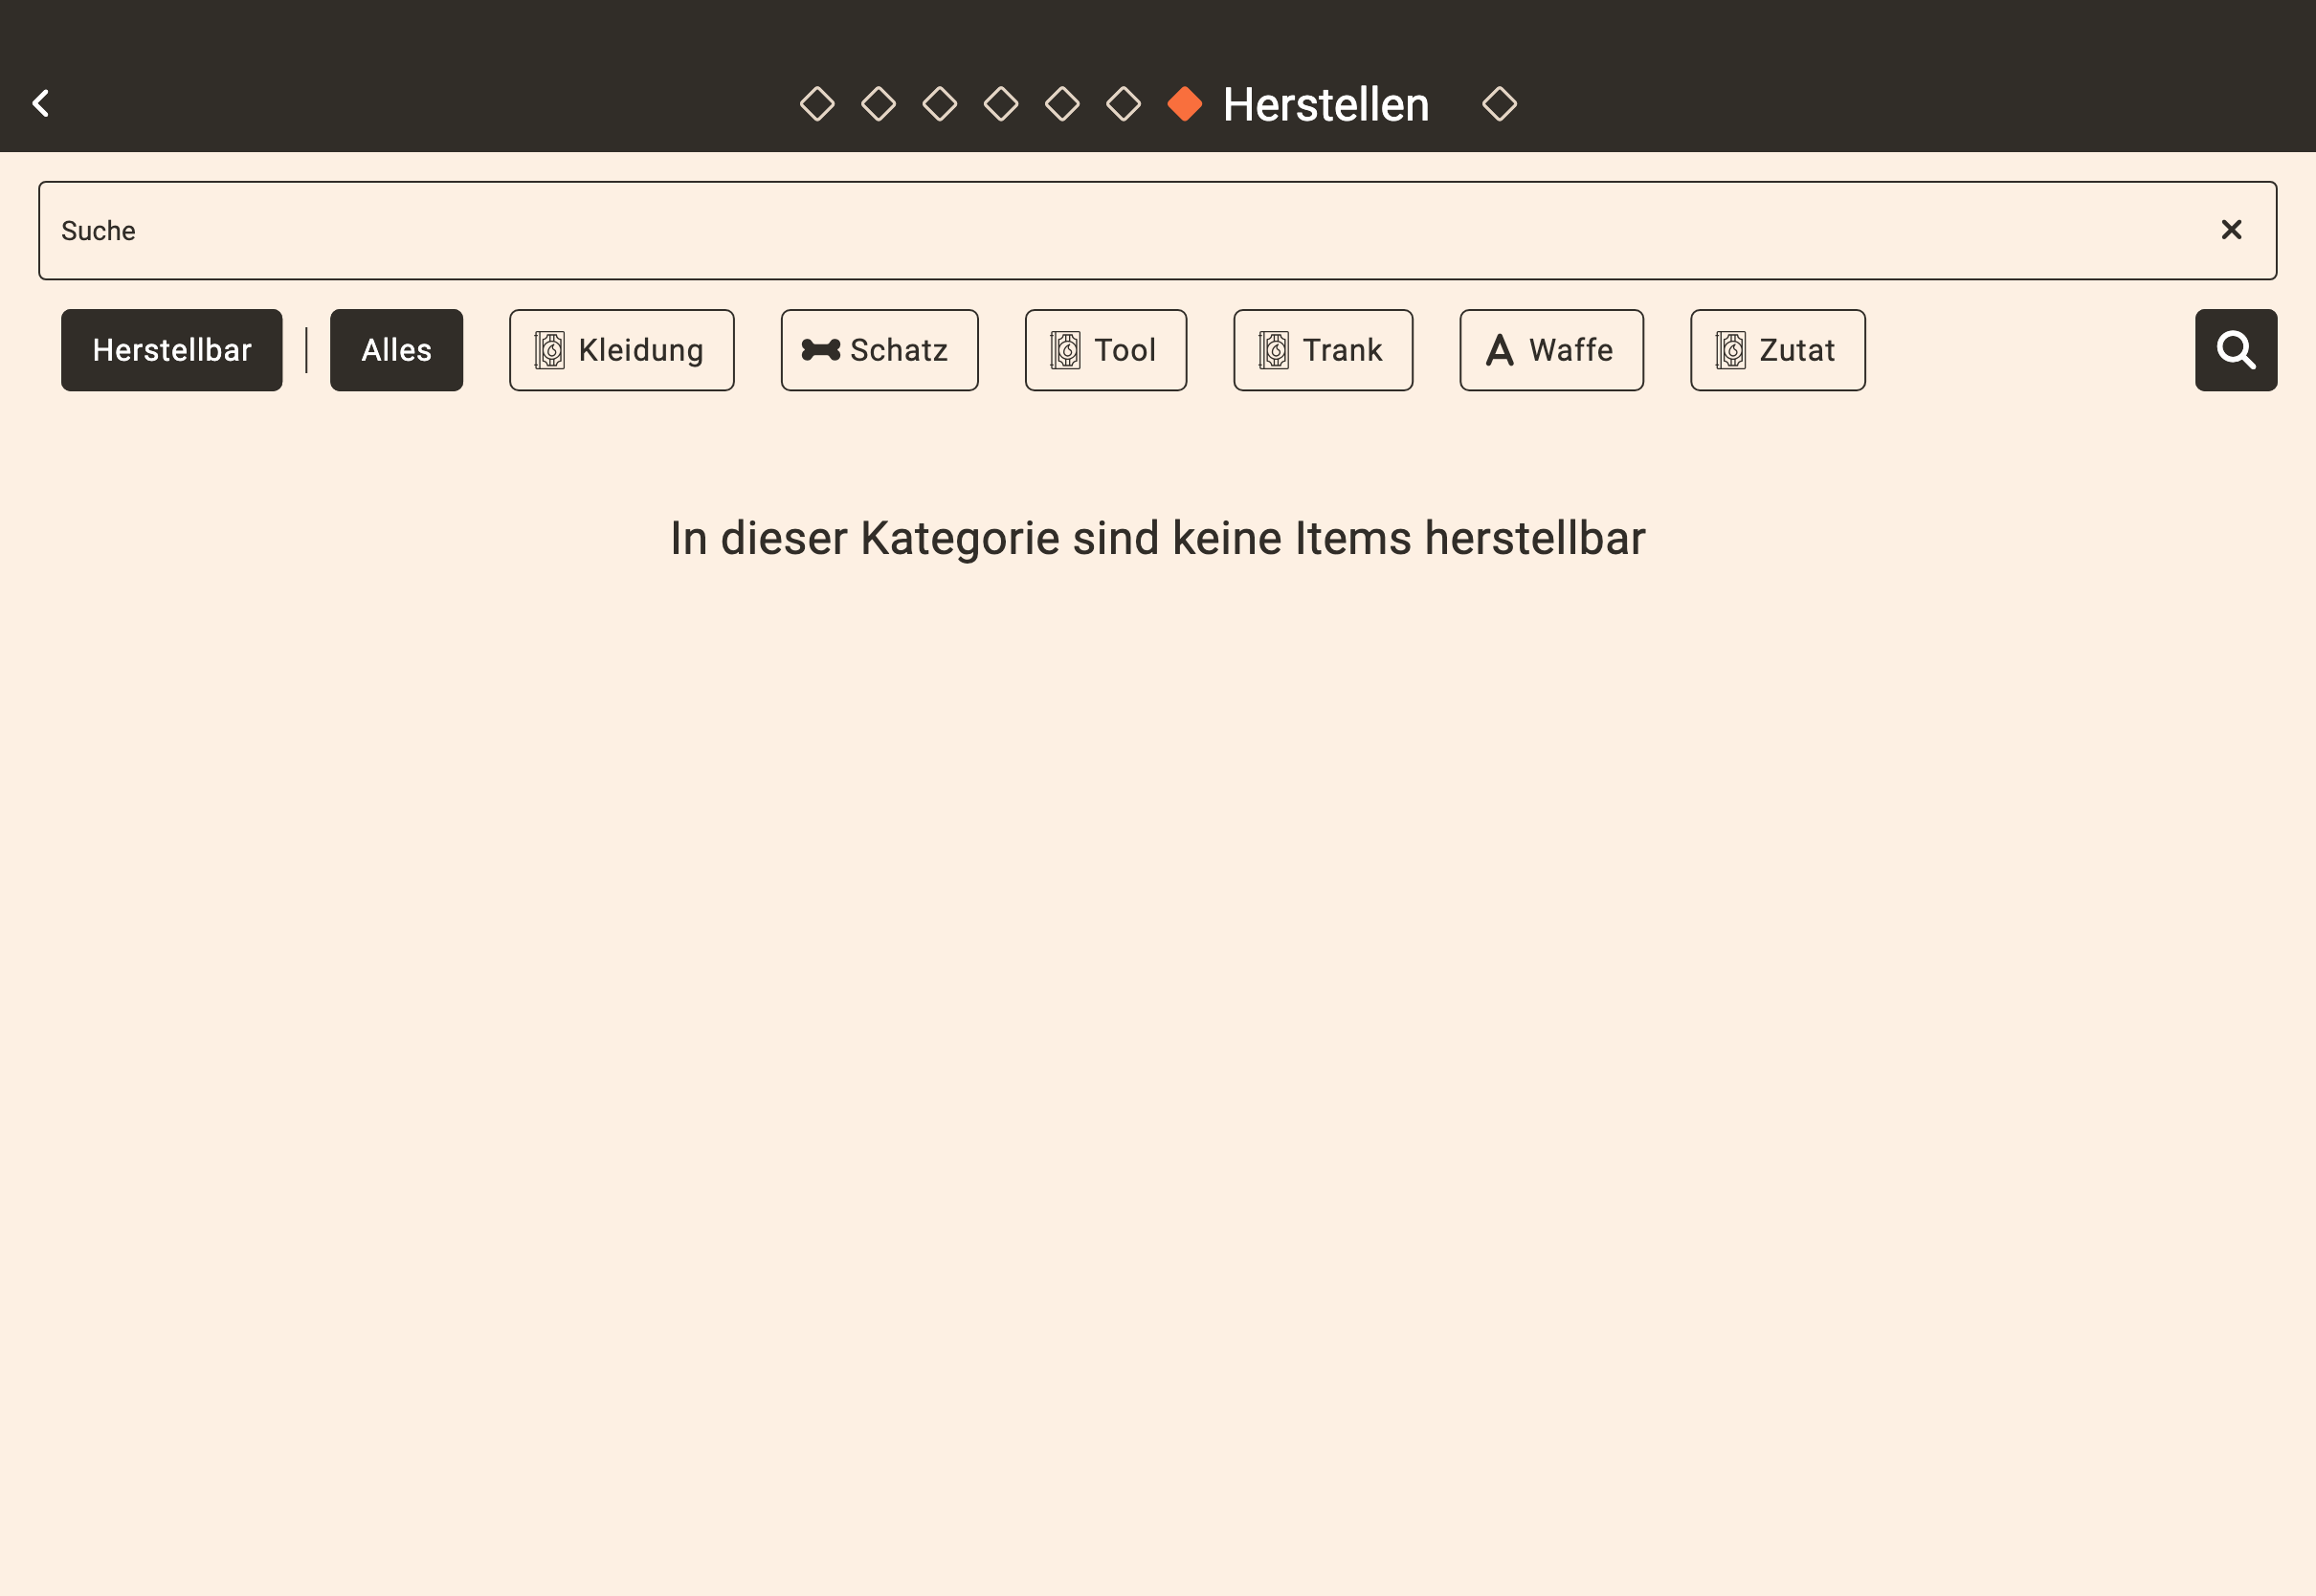 Herstellen
Suche
Herstellbar Alles Kleidung Schatz Tool Trank Waffe Zutat
In dieser Kategorie sind keine Items herstellbar